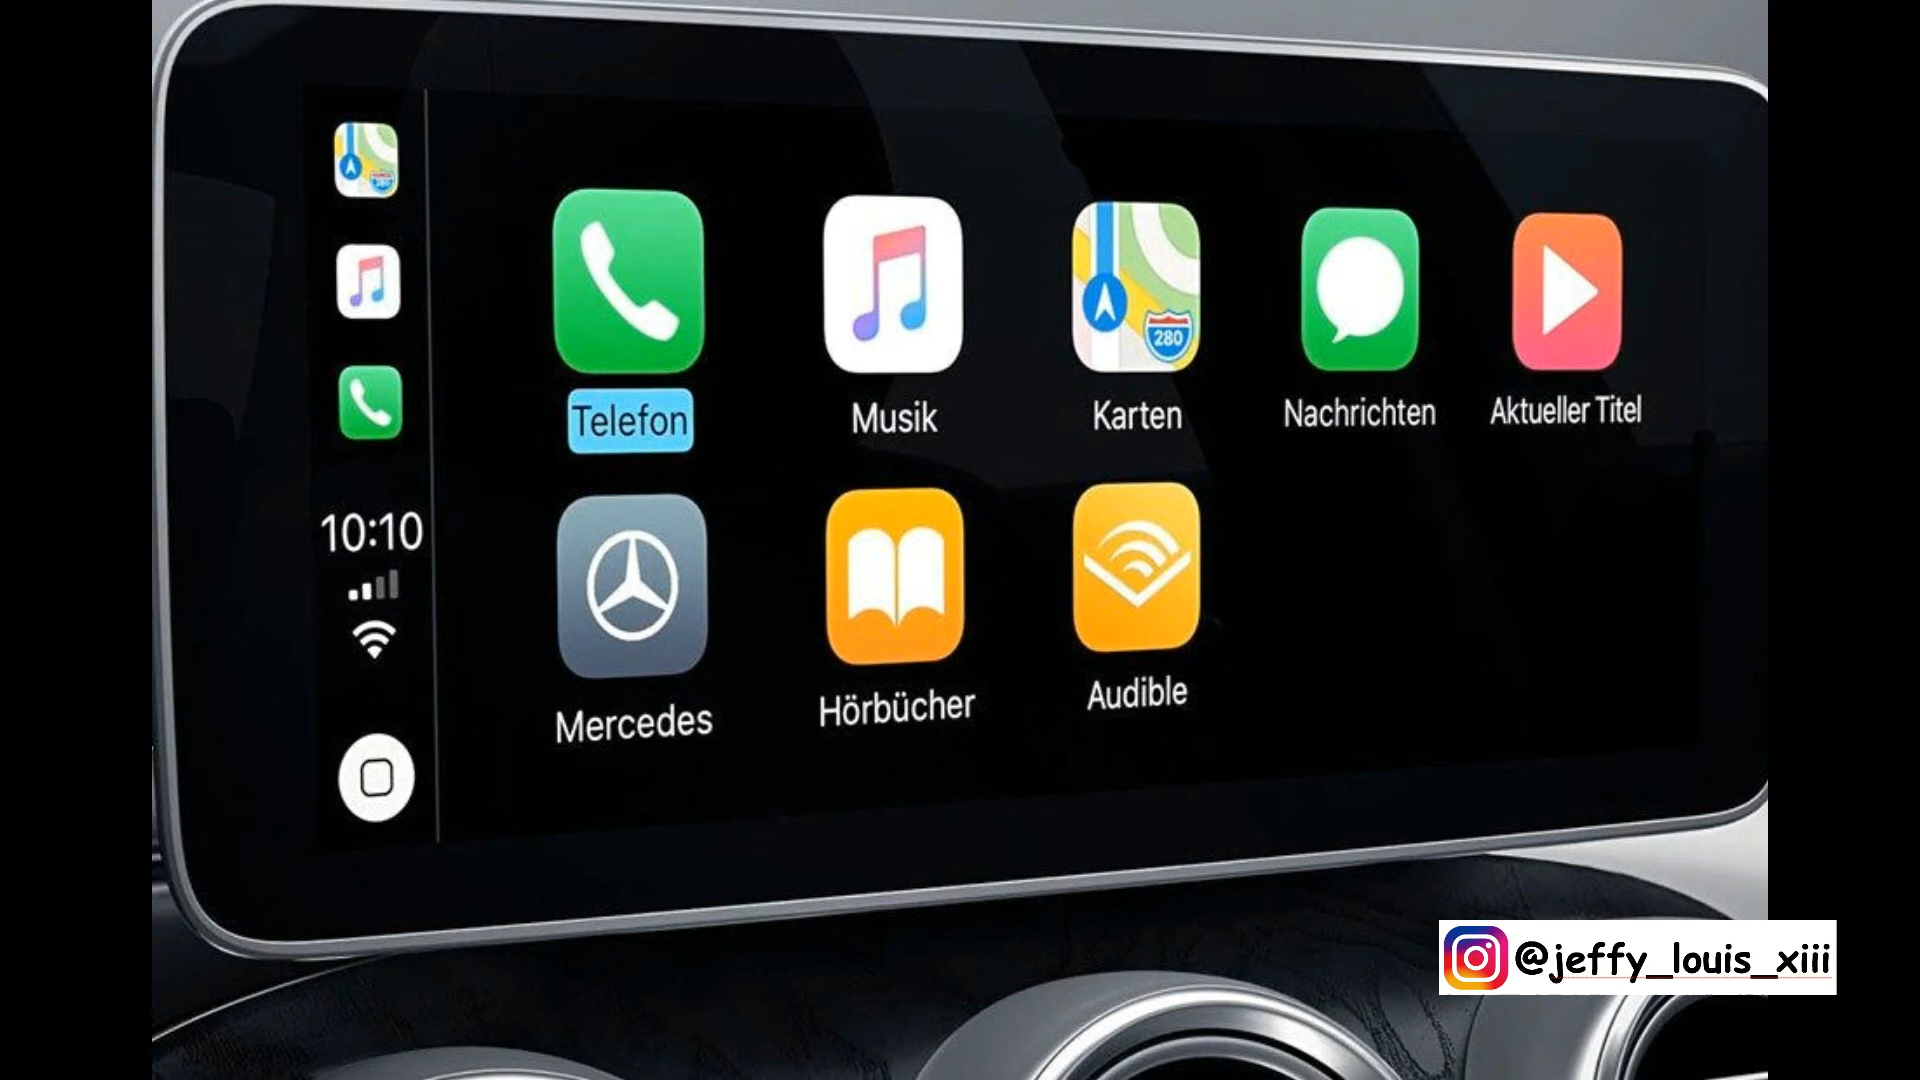 280
Telefon
Musik
Karten
Nachrichten
Aktueller Titel
10:10
Mercedes
Hörbücher
Audible
@jeffy_louis_xiii